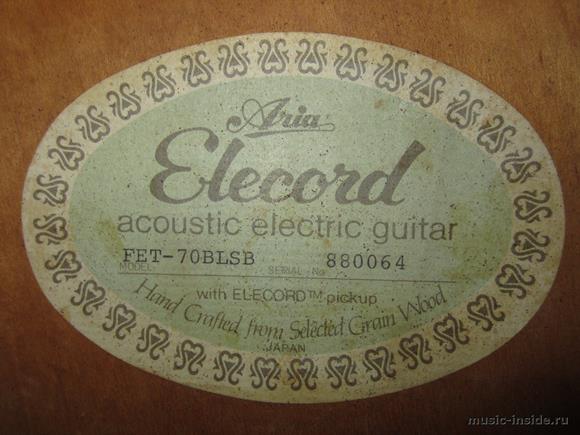 Aria
Elecord
acoustic electric guitar
FET-70BLSB 880064
MODEL SERIAL No
with ELECORD™ pickup
Hand Crafted from Selected Grain Wood
JAPAN
music-inside.ru